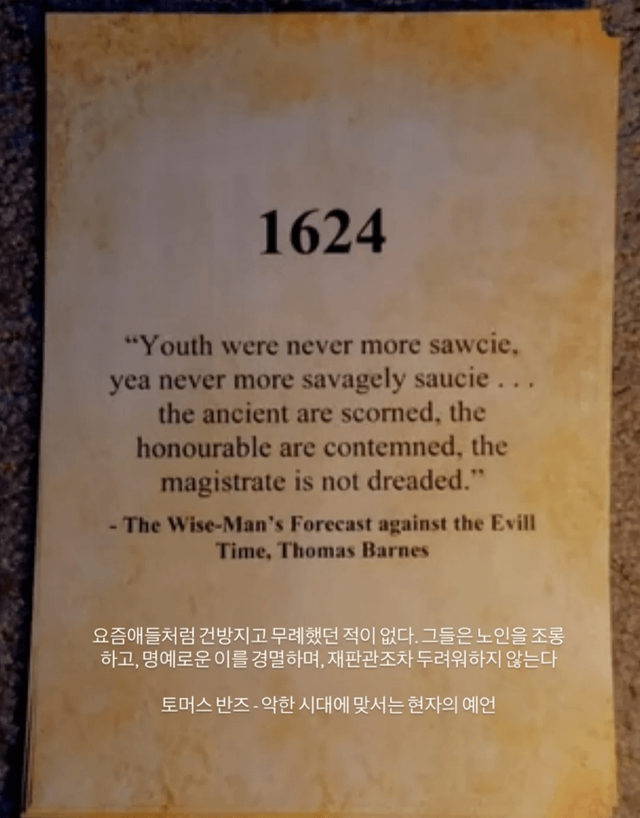 1624
“Youth were never more sawcie,
yea never more savagely saucie . . .
the ancient are scorned, the
honourable are contemned, the
magistrate is not dreaded.”
- The Wise-Man’s Forecast against the Evill
Time, Thomas Barnes
요즘애들처럼 건방지고 무례했던 적이 없다. 그들은 노인을 조롱
하고, 명예로운 이를 경멸하며, 재판관조차 두려워하지 않는다
토머스 반즈 - 악한 시대에 맞서는 현자의 예언